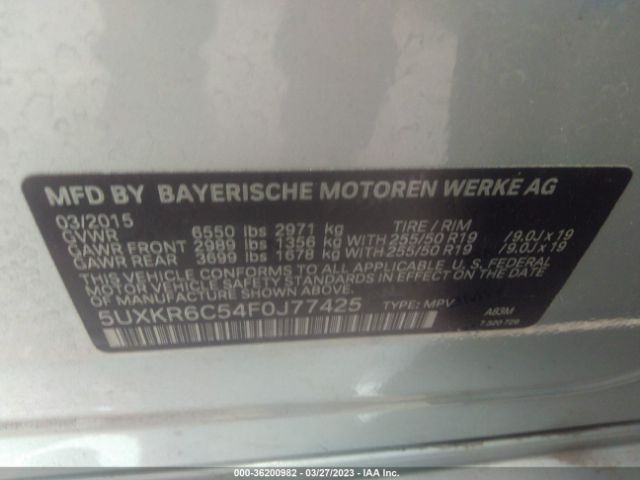 MFD BY BAYERISCHE MOTOREN WERKE AG
03/2015 TIRE / RIM
GVWR 6550 lbs 2971 kg
GAWR FRONT 2989 lbs 1356 kg WITH 255/50 R19 /9.0J x 19
GAWR REAR 3699 lbs 1678 kg WITH 255/50 R19 /9.0J x 19
THIS VEHICLE CONFORMS TO ALL APPLICABLE U.S. FEDERAL
MOTOR VEHICLE SAFETY STANDARDS IN EFFECT ON THE DATE
OF MANUFACTURE SHOWN ABOVE.
5UXKR6C54F0J77425 TYPE: MPV A83M
7 520 726
000-36200982 - 03/27/2023 - IAA Inc.